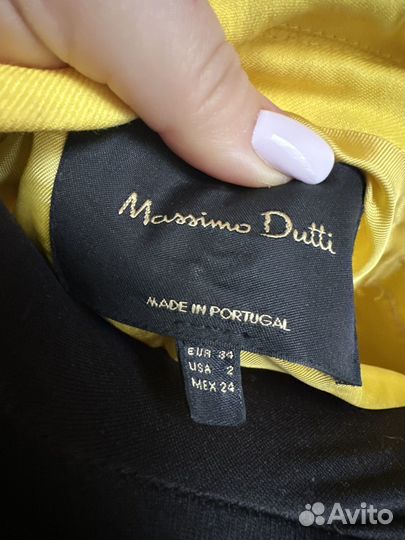 Massimo Dutti
MADE IN PORTUGAL
EUR 34
USA 2
MEX 24
Avito